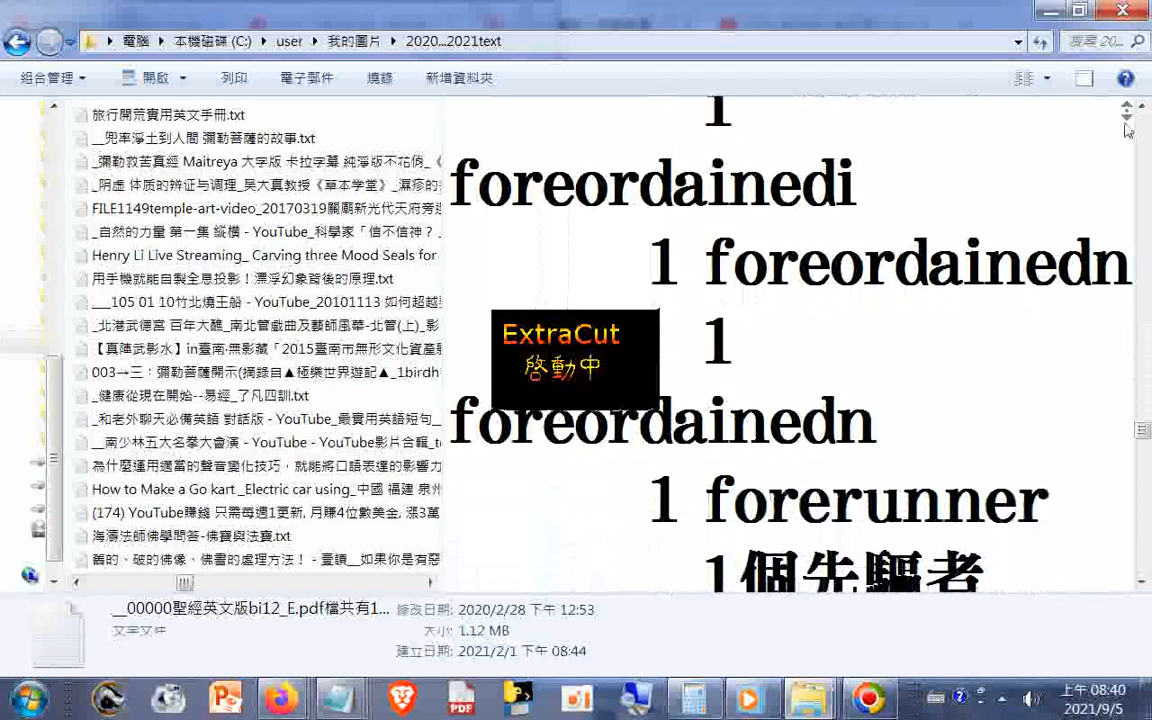 電腦 ▸ 本機磁碟 (C:) ▸ user ▸ 我的圖片 ▸ 2020...2021text
搜尋 20...
組合管理
開啟
列印
電子郵件
燒錄
新增資料夾
旅行開荒實用英文手冊.txt
__兜率淨土到人間 彌勒菩薩的故事.txt
_彌勒救苦真經 Maitreya 大字版 卡拉字幕 純淨版不花俏_《
_阴虚 体质的辨证与调理_吴大真教授《草本学堂》_濕疹的
FILE1149temple-art-video_20170319關廟新光代天府旁
_自然的力量 第一集 縱橫 - YouTube_科學家「信不信神？
Henry Li Live Streaming_ Carving three Mood Seals for
用手機就能自製全息投影！漂浮幻象背後的原理.txt
___105 01 10竹北燒王船 - YouTube_20101113 如何超越
_北港武德宮 百年大醮_南北管戲曲及藝師風華-北管(上)_影
【真陣武影水】in臺南·無影藏「2015臺南市無形文化資產
003→三：彌勒菩薩開示(摘錄自▲極樂世界遊記▲_1birdh
_健康從現在開始--易經_了凡四訓.txt
_和老外聊天必備英語 對話版 - YouTube_最實用英語短句_
__南少林五大名拳大會演 - YouTube - YouTube影片合輯_
為什麼運用適當的聲音變化技巧，就能將口語表達的影響力
How to Make a Go kart _Electric car using_中國 福建 泉州
(174) YouTube賺錢 只需每週1更新, 月賺4位數美金, 漲3萬
海濤法師佛學問答-佛寶與法寶.txt
舊的、破的佛像、佛書的處理方法！ - 壹讀__如果你是有惡
1
foreordainedi
1 foreordainedn
1
foreordainedn
1 forerunner
1個先驅者
ExtraCut
啓動中
__00000聖經英文版bi12_E.pdf檔共有1...
文字文件
修改日期: 2020/2/28 下午 12:53
大小: 1.12 MB
建立日期: 2021/2/1 下午 08:44
PDF
上午 08:40
2021/9/5